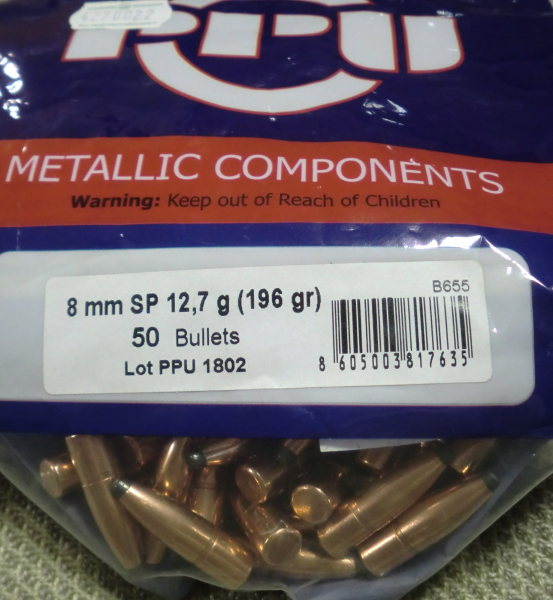 PPU
METALLIC COMPONENTS
Warning: Keep out of Reach of Children
B655
8 mm SP 12,7 g (196 gr)
50 Bullets
Lot PPU 1802
8 605003 817635